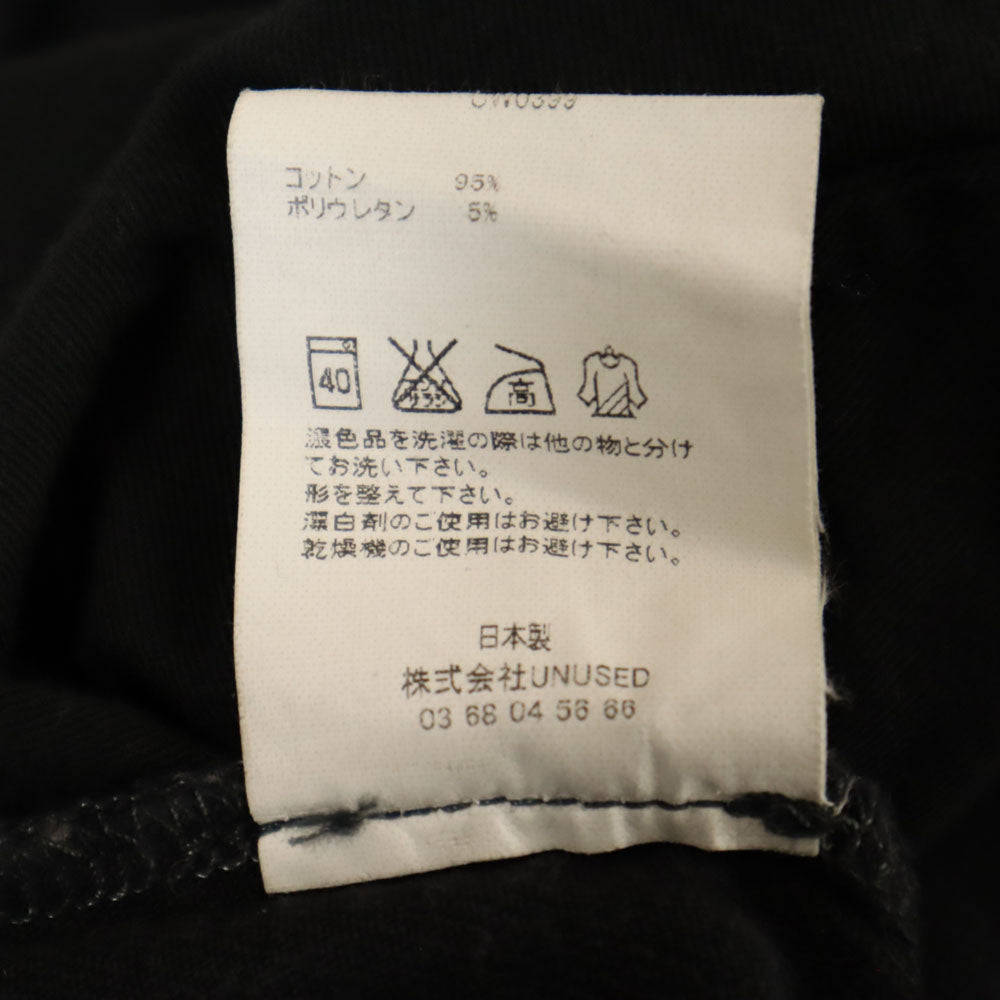 コットン 95%
ポリウレタン 5%
40 サラシ 高
濃色品を洗濯の際は他の物と分け
てお洗い下さい。
形を整えて下さい。
漂白剤のご使用はお避け下さい。
乾燥機のご使用はお避け下さい。
日本製
株式会社UNUSED
03 68 04 56 66